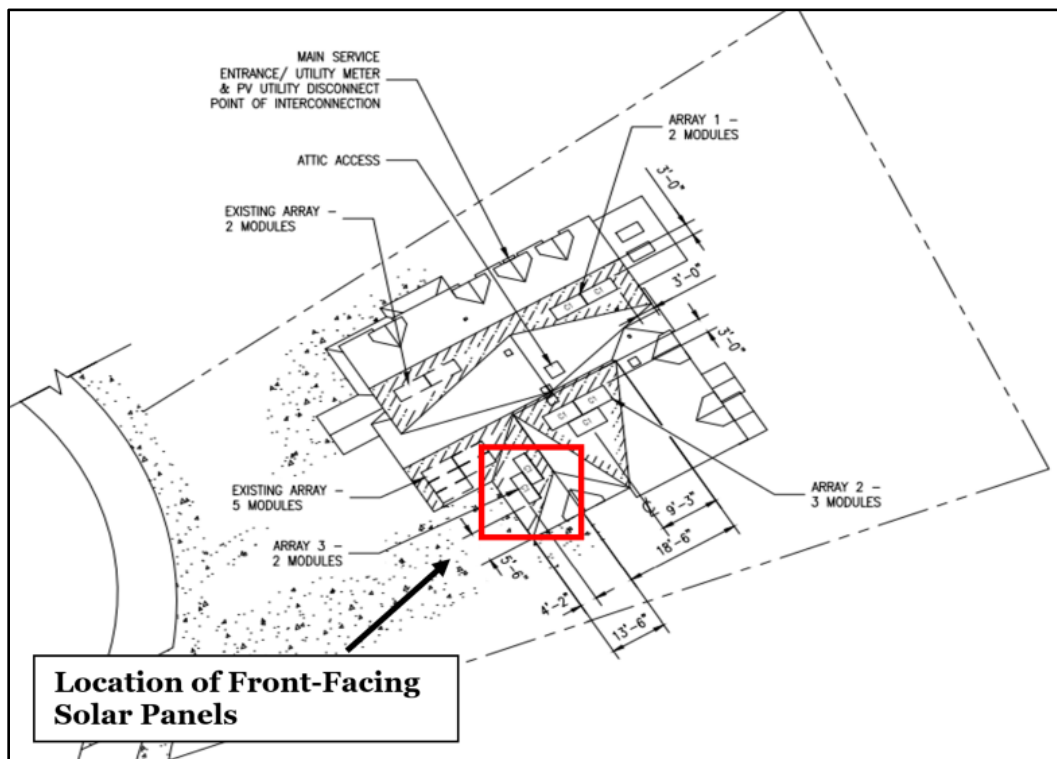 MAIN SERVICE
ENTRANCE/ UTILITY METER
& PV UTILITY DISCONNECT
POINT OF INTERCONNECTION
ATTIC ACCESS
EXISTING ARRAY -
2 MODULES
ARRAY 1 -
2 MODULES
3'-0"
3'-0"
3'-0"
EXISTING ARRAY -
5 MODULES
ARRAY 3 -
2 MODULES
ARRAY 2 -
3 MODULES
9'-3"
18'-6"
5'-6"
4'-2"
13'-6"
Location of Front-Facing
Solar Panels